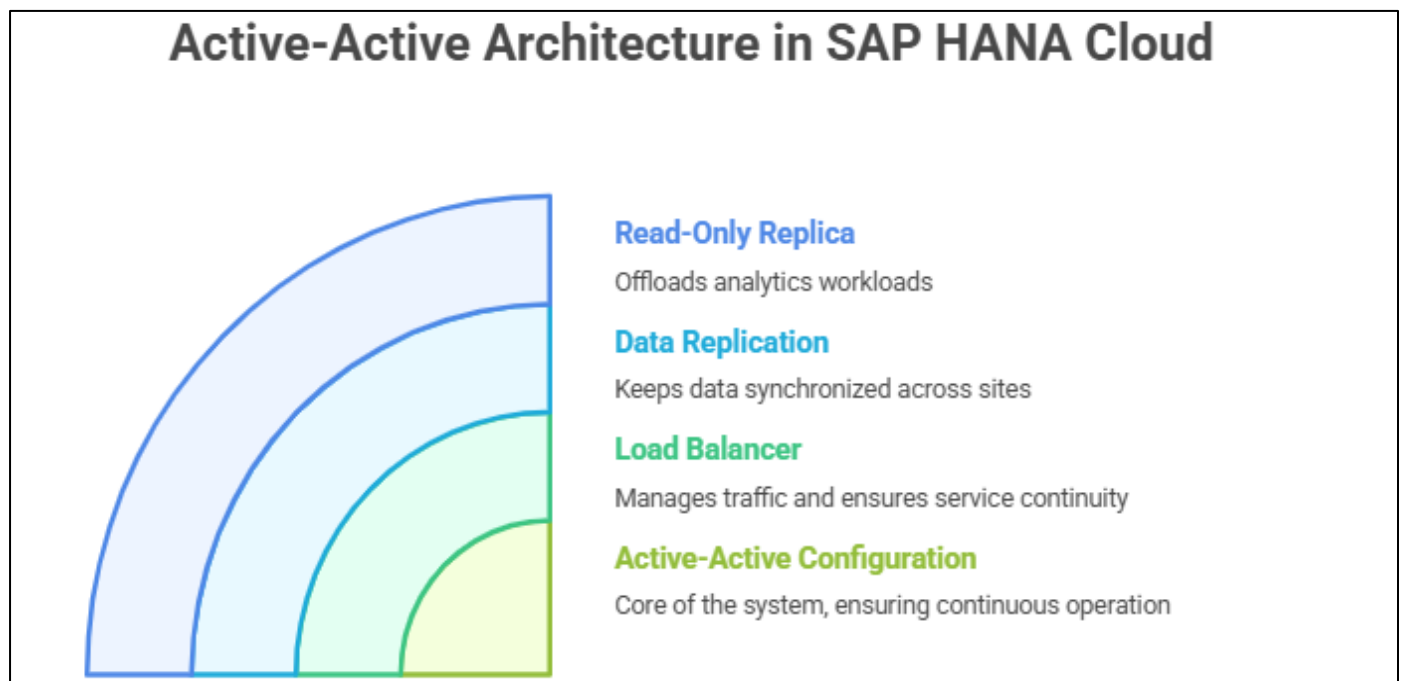 Active-Active Architecture in SAP HANA Cloud
Read-Only Replica
Offloads analytics workloads
Data Replication
Keeps data synchronized across sites
Load Balancer
Manages traffic and ensures service continuity
Active-Active Configuration
Core of the system, ensuring continuous operation